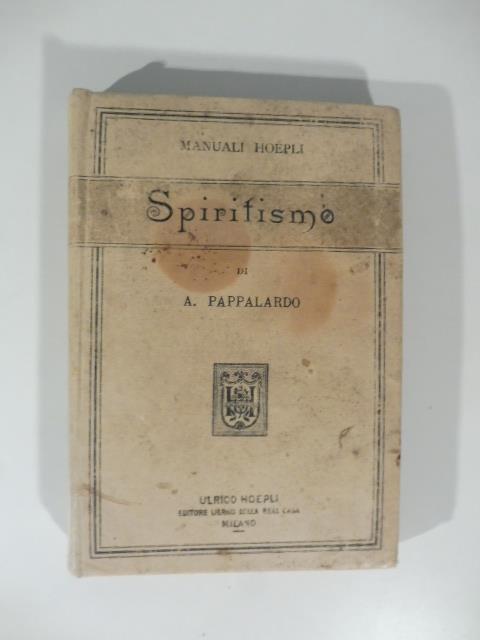 MANUALI HOEPLI
Spiritismo
DI
A. PAPPALARDO
ULRICO HOEPLI
EDITORE LIBRAIO DELLA REAL CASA
MILANO